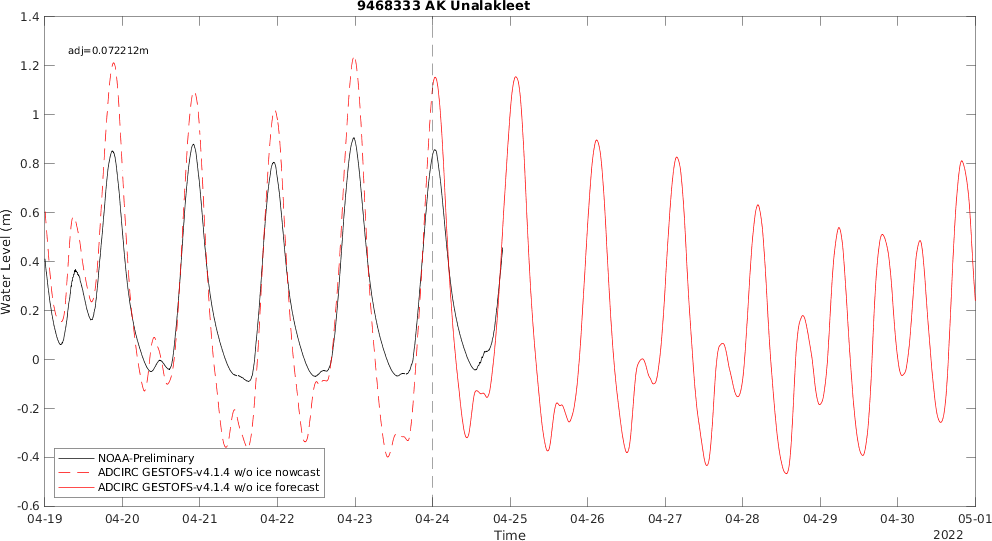 9468333 AK Unalakleet
adj=0.072212m
Water Level (m)
1.4
1.2
1
0.8
0.6
0.4
0.2
0
-0.2
-0.4
-0.6
NOAA-Preliminary
ADCIRC GESTOFS-v4.1.4 w/o ice nowcast
ADCIRC GESTOFS-v4.1.4 w/o ice forecast
04-19 04-20 04-21 04-22 04-23 04-24 04-25 04-26 04-27 04-28 04-29 04-30 05-01
Time
2022